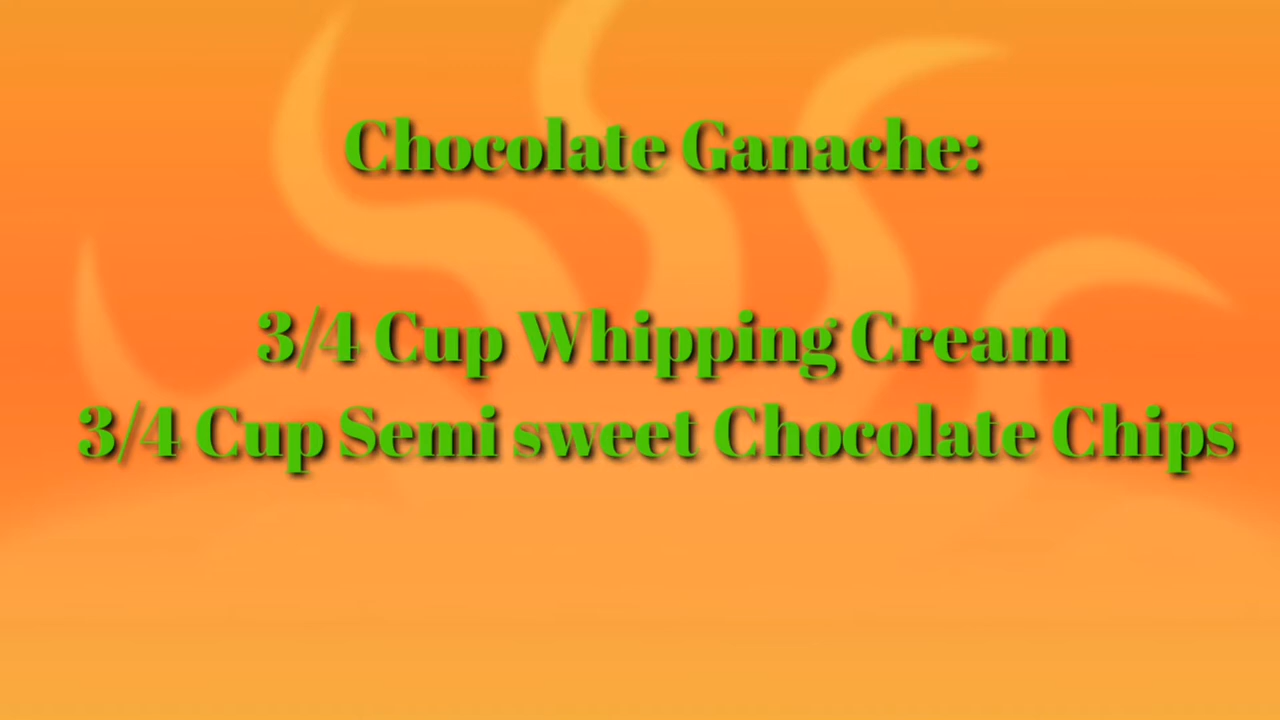 Chocolate Ganache:
3/4 Cup Whipping Cream
3/4 Cup Semi sweet Chocolate Chips